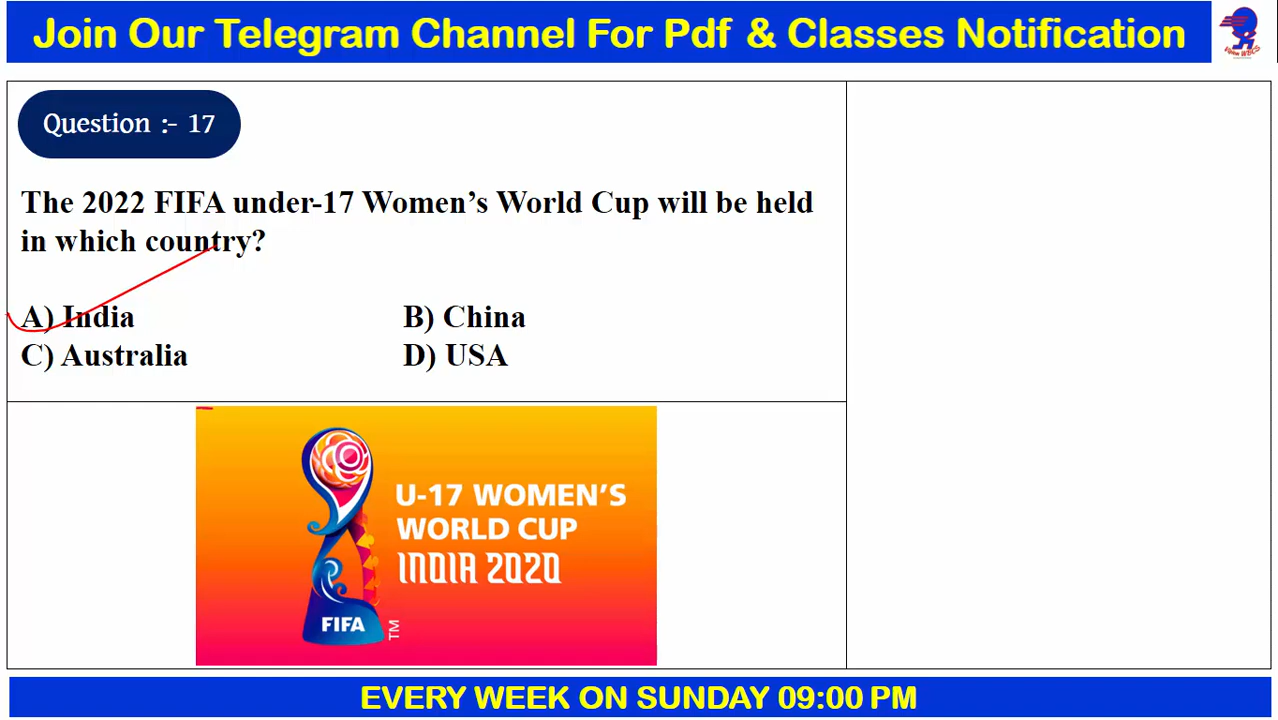 Join Our Telegram Channel For Pdf & Classes Notification
Question :- 17
The 2022 FIFA under-17 Women’s World Cup will be held
in which country?
A) India
B) China
C) Australia
D) USA
U-17 WOMEN’S
WORLD CUP
INDIA 2020
FIFA
TM
EVERY WEEK ON SUNDAY 09:00 PM